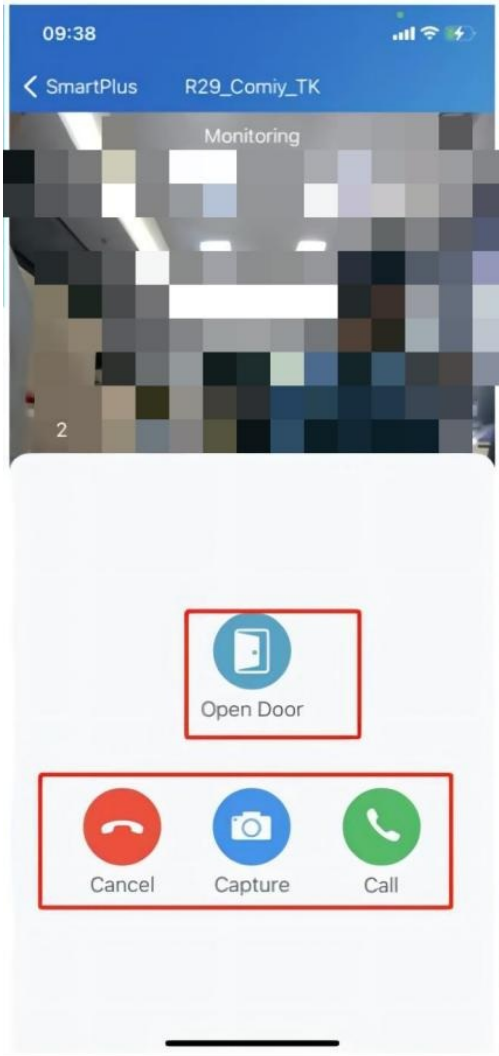 09:38
SmartPlus R29_Comiy_TK
Monitoring
2
Open Door
Cancel Capture Call